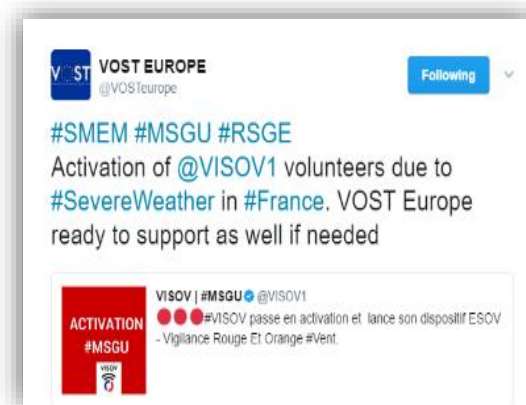 V ST
VOST EUROPE
@VOSTeurope
Following
#SMEM #MSGU #RSGE
Activation of @VISOV1 volunteers due to
#SevereWeather in #France. VOST Europe
ready to support as well if needed
ACTIVATION
#MSGU
VISOV
VISOV | #MSGU @VISOV1
#VISOV passe en activation et lance son dispositif ESOV
- Vigilance Rouge Et Orange #Vent.